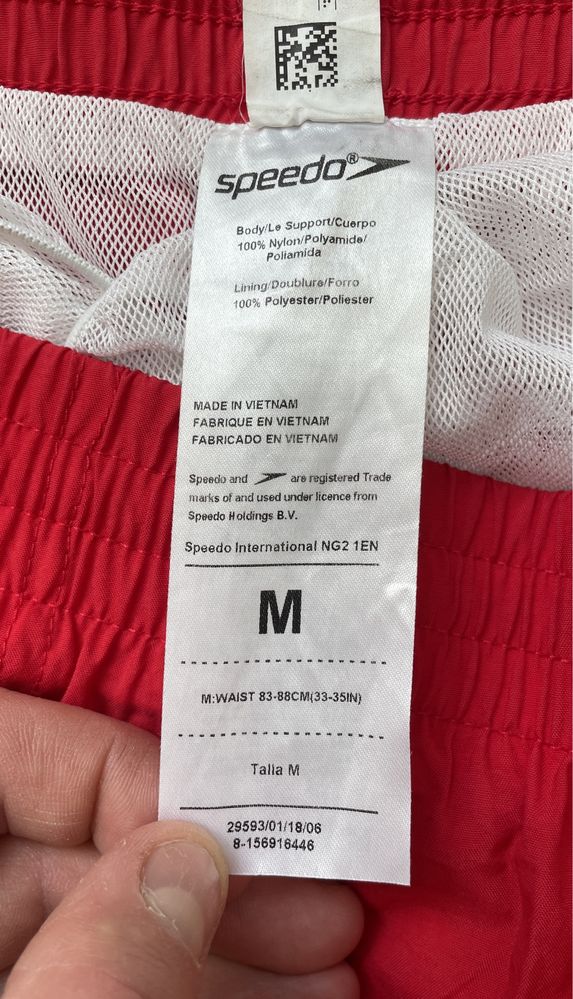 speedo®
Body/Le Support/Cuerpo
100% Nylon/Polyamide/
Poliamida
Lining/Doublure/Forro
100% Polyester/Poliester
MADE IN VIETNAM
FABRIQUE EN VIETNAM
FABRICADO EN VIETNAM
Speedo and are registered Trade
marks of and used under licence from
Speedo Holdings B.V.
Speedo International NG2 1EN
M
M:WAIST 83-88CM(33-35IN)
Talla M
29593/01/18/06
8-156916446